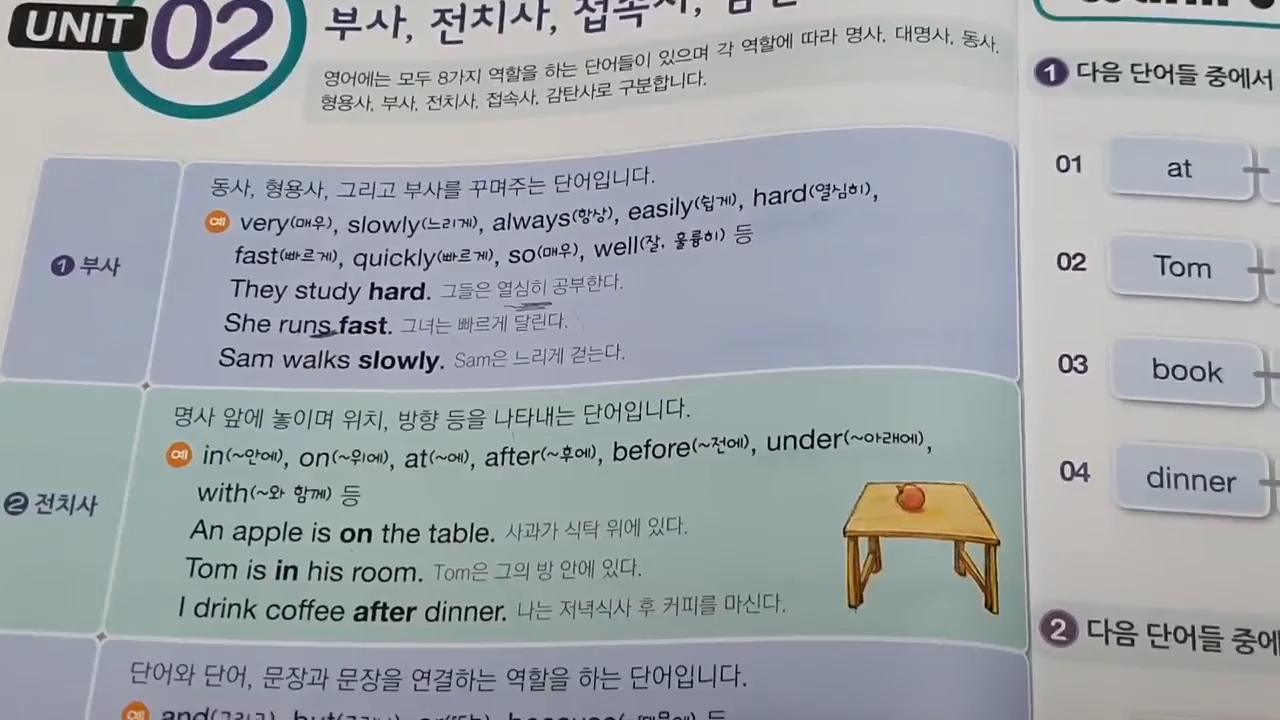 UNIT 02
부사, 전치사, 접속사,
영어에는 모두 8가지 역할을 하는 단어들이 있으며 각 역할에 따라 명사, 대명사, 동사,
형용사, 부사, 전치사, 접속사, 감탄사로 구분합니다.
1 부사
동사, 형용사, 그리고 부사를 꾸며주는 단어입니다.
예 very(매우), slowly(느리게), always(항상), easily(쉽게), hard(열심히),
fast(빠르게), quickly(빠르게), so(매우), well(잘, 훌륭히) 등
They study hard. 그들은 열심히 공부한다.
She runs fast. 그녀는 빠르게 달린다.
Sam walks slowly. Sam은 느리게 걷는다.
2 전치사
명사 앞에 놓이며 위치, 방향 등을 나타내는 단어입니다.
예 in(~안에), on(~위에), at(~에), after(~후에), before(~전에), under(~아래에),
with(~와 함께) 등
An apple is on the table. 사과가 식탁 위에 있다.
Tom is in his room. Tom은 그의 방 안에 있다.
I drink coffee after dinner. 나는 저녁식사 후 커피를 마신다.
단어와 단어, 문장과 문장을 연결하는 역할을 하는 단어입니다.
예
1 다음 단어들 중에서
01 at
02 Tom
03 book
04 dinner
2 다음 단어들 중에